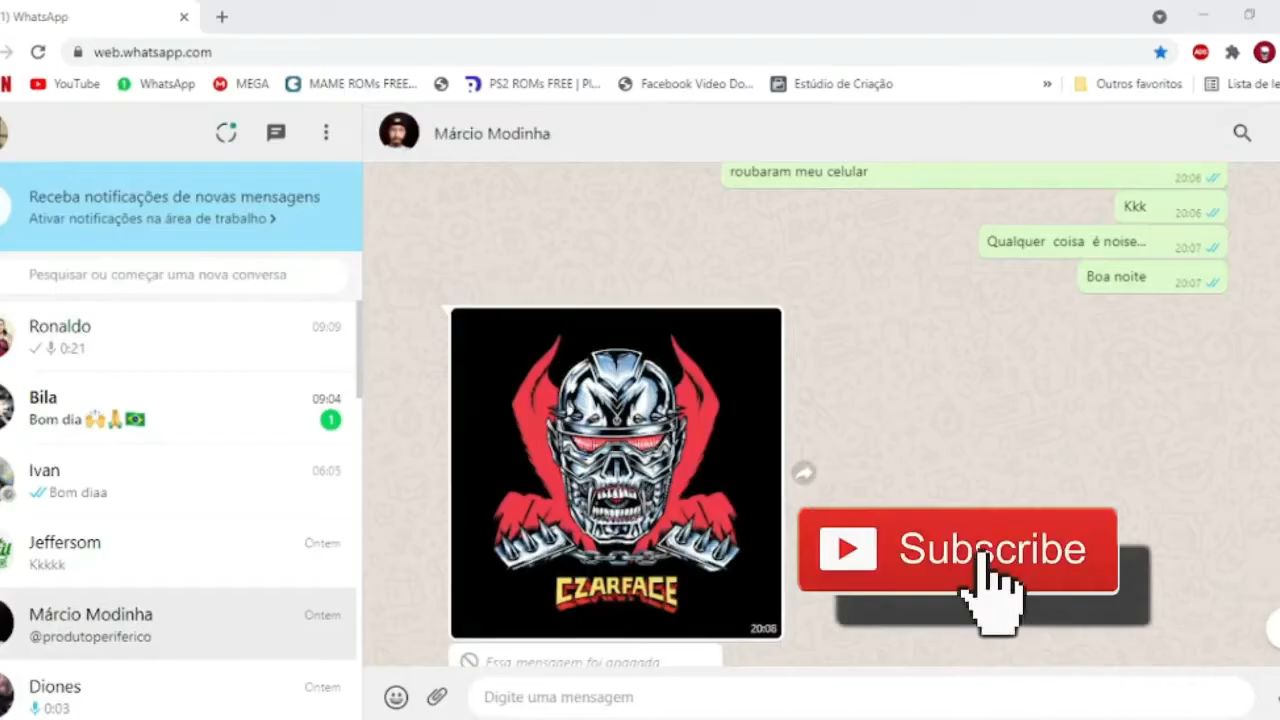 1) WhatsApp
web.whatsapp.com
YouTube
WhatsApp
MEGA
MAME ROMs FREE...
PS2 ROMs FREE | Pl...
Facebook Video Do...
Estúdio de Criação
»
Outros favoritos
Lista de le
Márcio Modinha
Receba notificações de novas mensagens
Ativar notificações na área de trabalho >
Pesquisar ou começar uma nova conversa
Ronaldo 09:09
0:21
Bila 09:04
Bom dia🙌🙏🇧🇷 1
Ivan 06:05
Bom diaa
Jeffersom Ontem
Kkkkk
Márcio Modinha Ontem
@produtoperiferico
Diones Ontem
0:03
roubaram meu celular 20:06
Kkk 20:06
Qualquer coisa é noise... 20:07
Boa noite 20:07
CZARFACE
20:08
Subscribe
Essa mensagem foi apagada
Digite uma mensagem